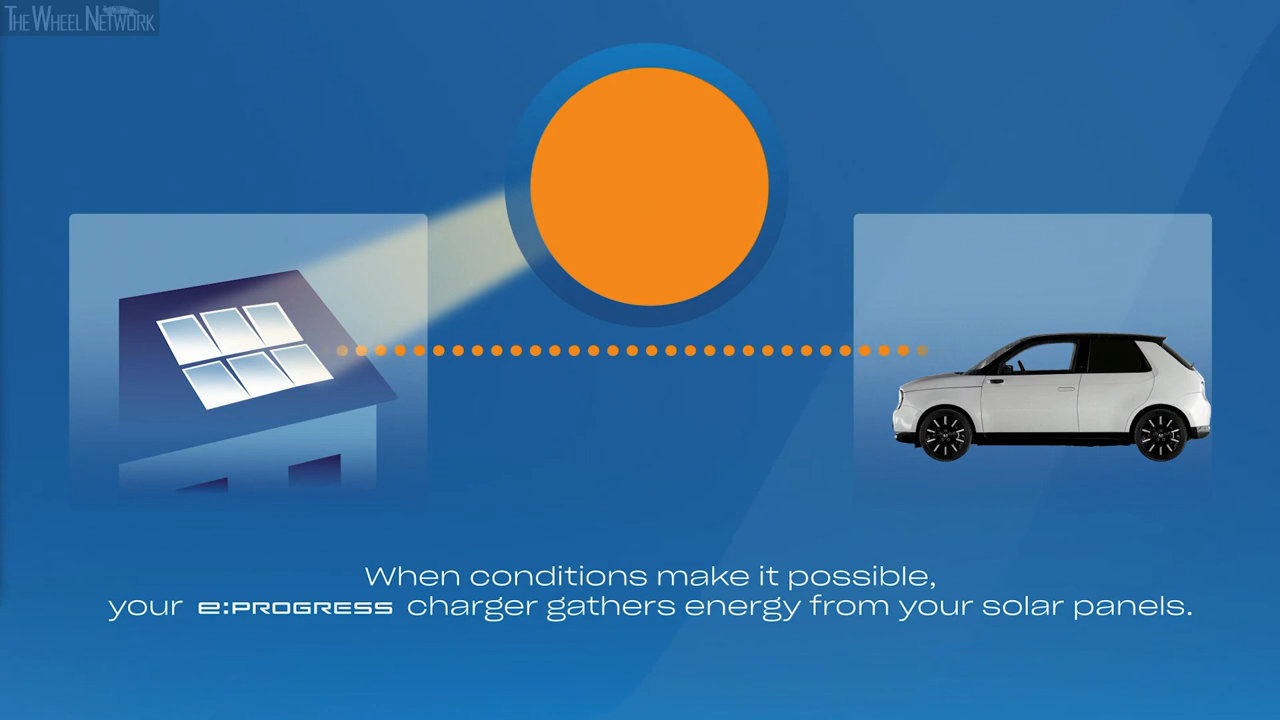 The Wheel Network
When conditions make it possible,
your e:PROGRESS charger gathers energy from your solar panels.